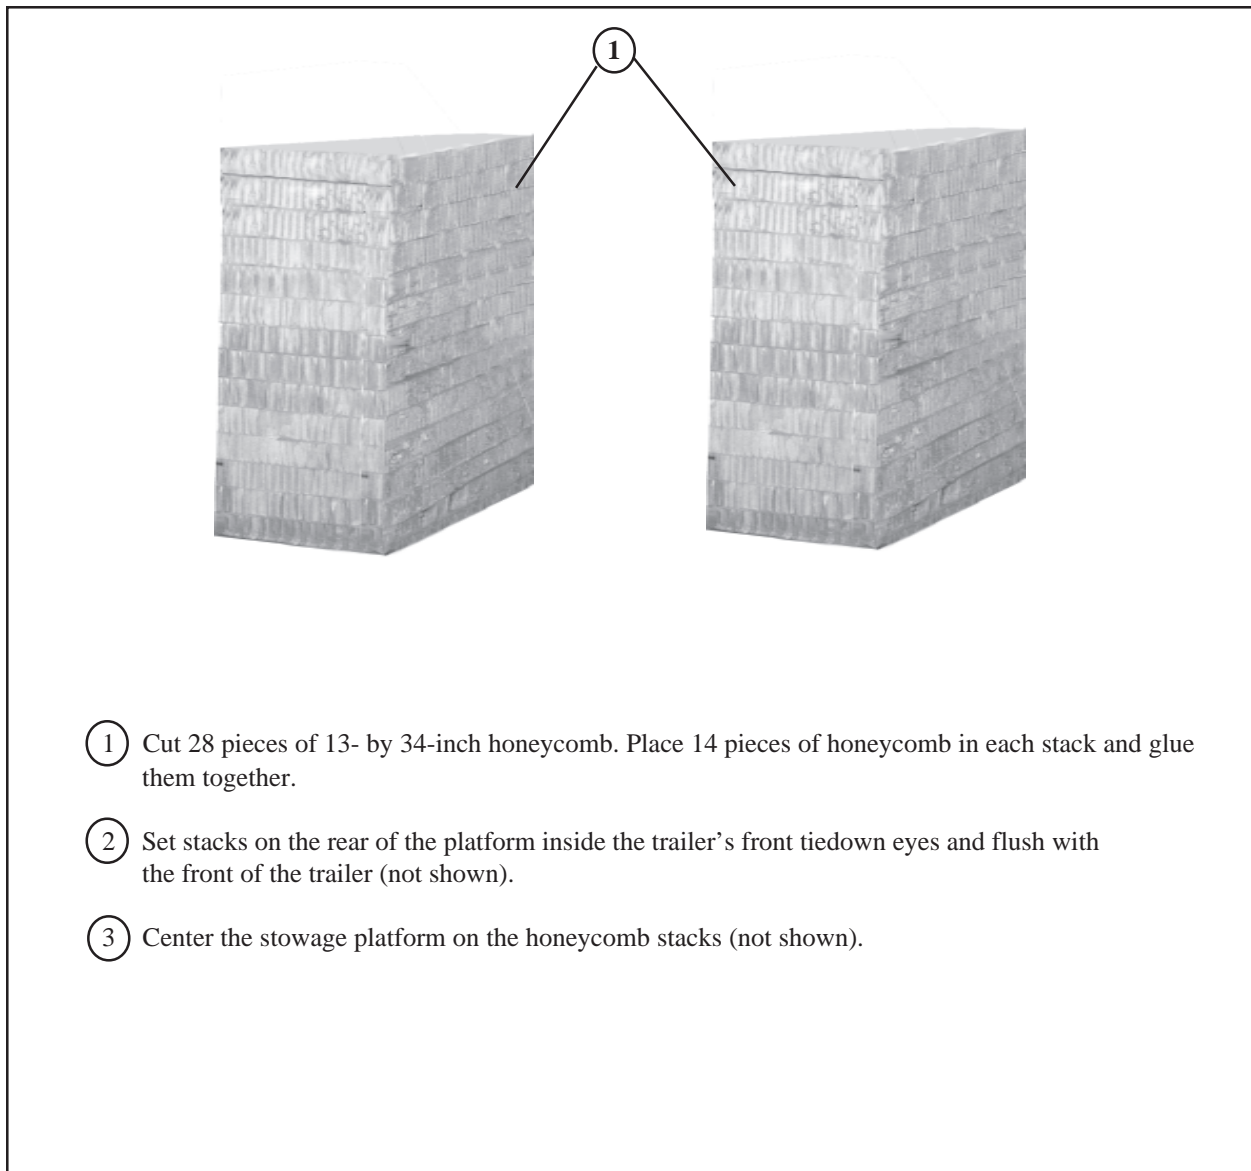 1
1 Cut 28 pieces of 13- by 34-inch honeycomb. Place 14 pieces of honeycomb in each stack and glue
them together.
2 Set stacks on the rear of the platform inside the trailer’s front tiedown eyes and flush with
the front of the trailer (not shown).
3 Center the stowage platform on the honeycomb stacks (not shown).